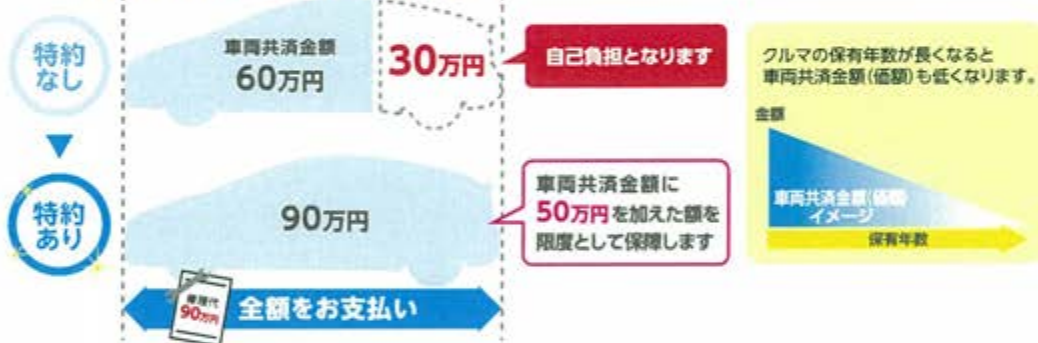 特約
なし
車両共済金額
60万円
30万円
自己負担となります
クルマの保有年数が長くなると
車両共済金額(価額)も低くなります。
金額
車両共済金額(価額)
イメージ
保有年数
特約
あり
90万円
車両共済金額に
50万円を加えた額を
限度として保障します
修理代
90万円
全額をお支払い